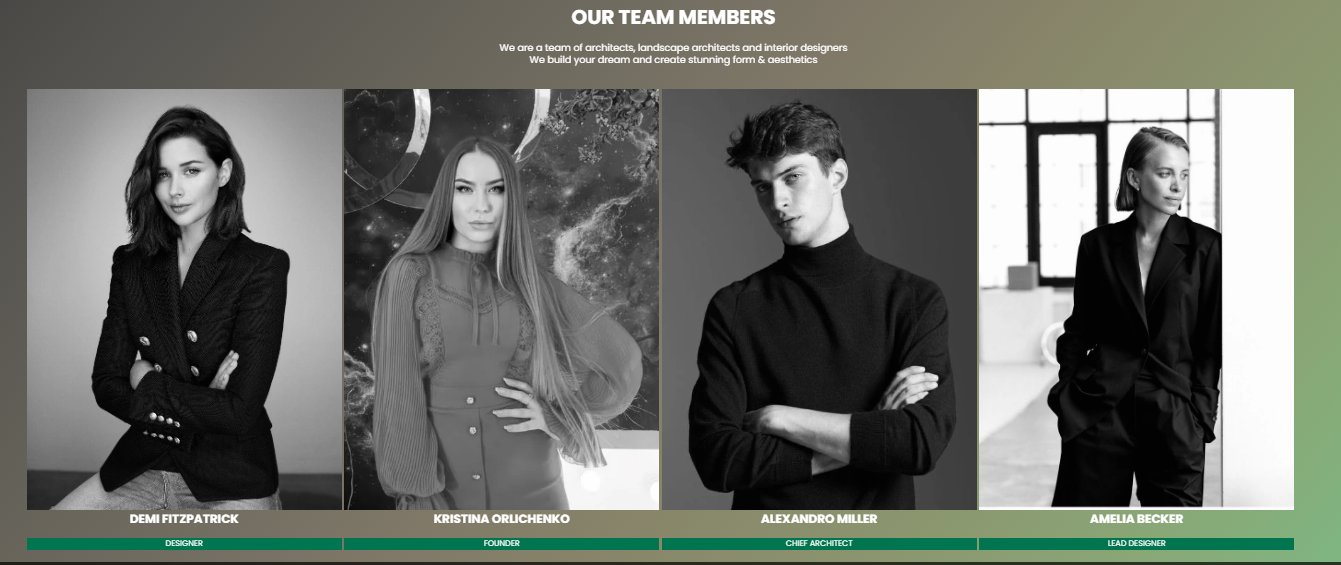 OUR TEAM MEMBERS
We are a team of architects, landscape architects and interior designers
We build your dream and create stunning form & aesthetics
DEMI FITZPATRICK
KRISTINA ORLICHENKO
ALEXANDRO MILLER
AMELIA BECKER
DESIGNER
FOUNDER
CHIEF ARCHITECT
LEAD DESIGNER